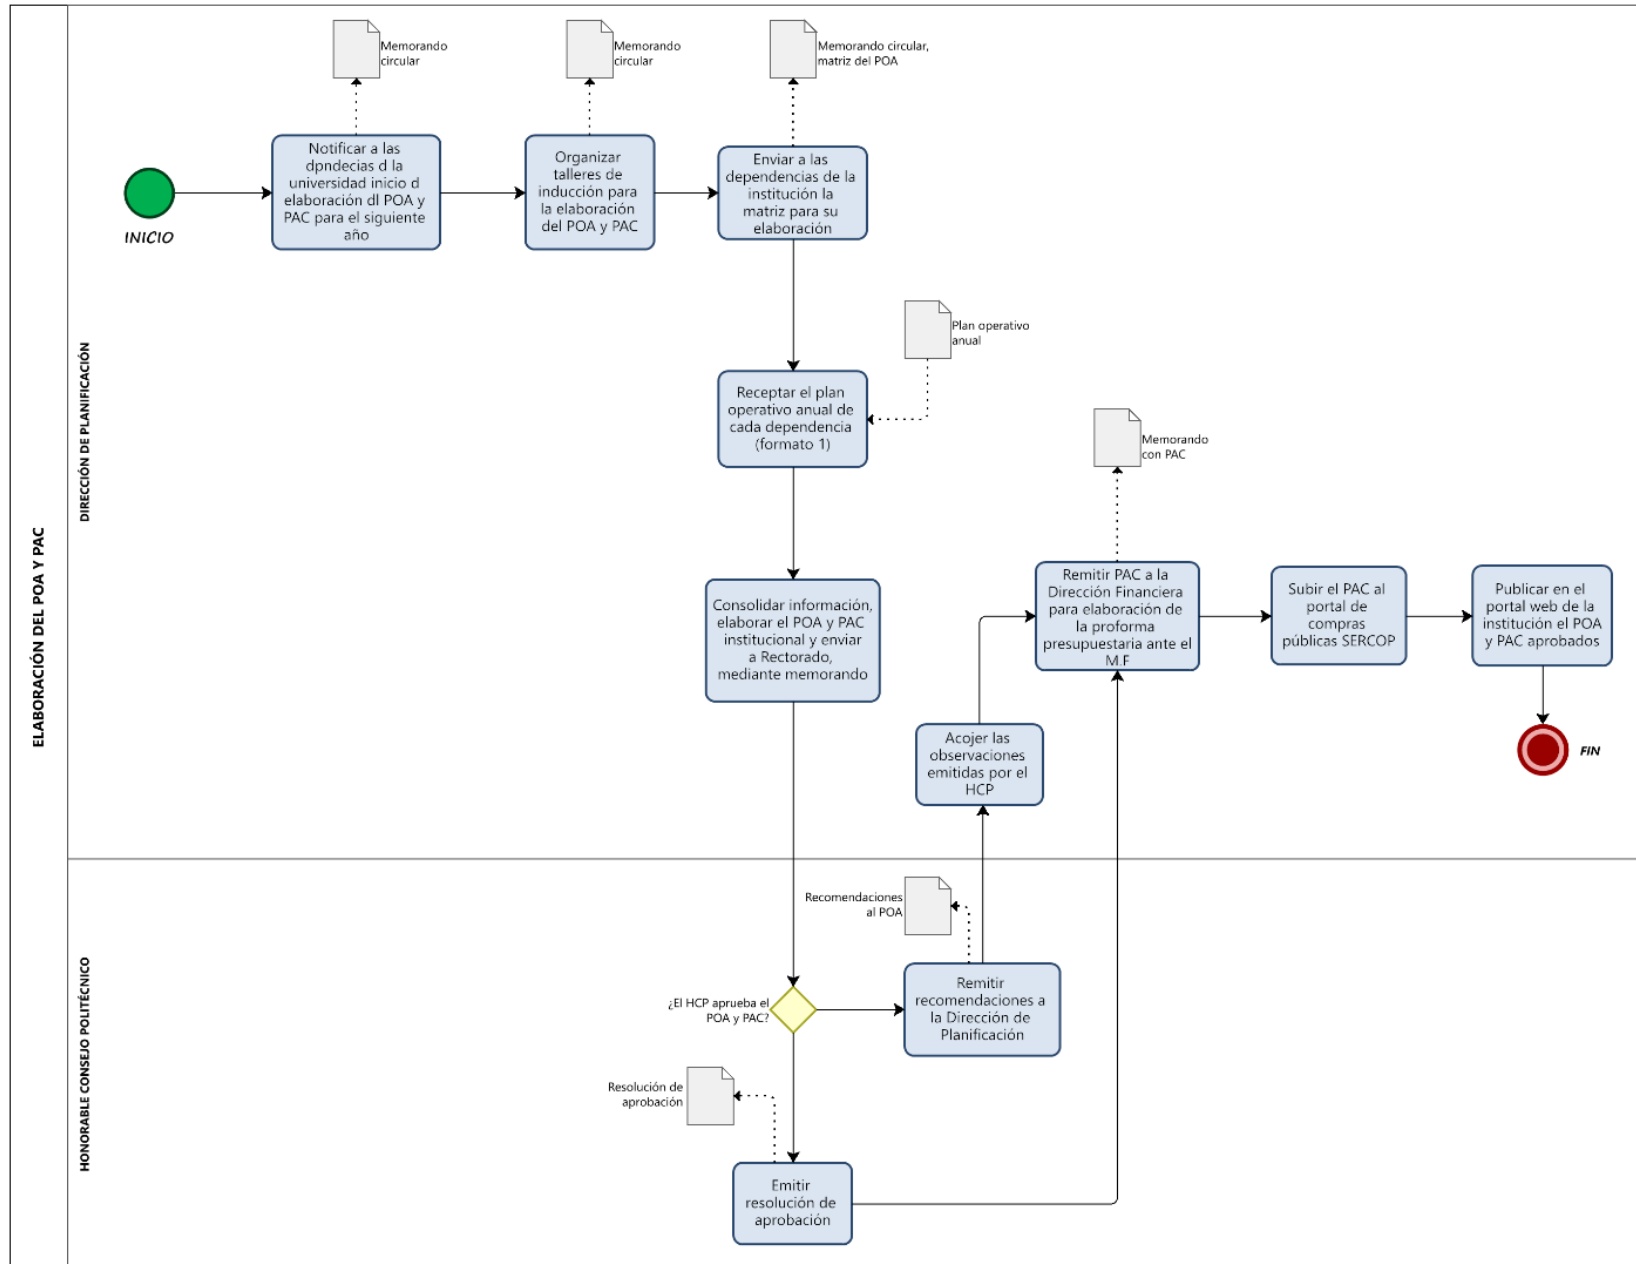 ELABORACIÓN DEL POA Y PAC
DIRECCIÓN DE PLANIFICACIÓN
Memorando
circular
Memorando
circular
Memorando circular,
matriz del POA
INICIO
Notificar a las
dpndecias d la
universidad inicio d
elaboración dl POA y
PAC para el siguiente
año
Organizar
talleres de
inducción para
la elaboración
del POA y PAC
Enviar a las
dependencias de la
institución la
matriz para su
elaboración
Plan operativo
anual
Receptar el plan
operativo anual de
cada dependencia
(formato 1)
Memorando
con PAC
Consolidar información,
elaborar el POA y PAC
institucional y enviar
a Rectorado,
mediante memorando
Remitir PAC a la
Dirección Financiera
para elaboración de
la proforma
presupuestaria ante el
M.F
Subir el PAC al
portal de
compras
públicas SERCOP
Publicar en el
portal web de la
institución el POA
y PAC aprobados
Acojer las
observaciones
emitidas por el
HCP
FIN
HONORABLE CONSEJO POLITÉCNICO
Recomendaciones
al POA
¿El HCP aprueba el
POA y PAC?
Remitir
recomendaciones a
la Dirección de
Planificación
Resolución de
aprobación
Emitir
resolución de
aprobación